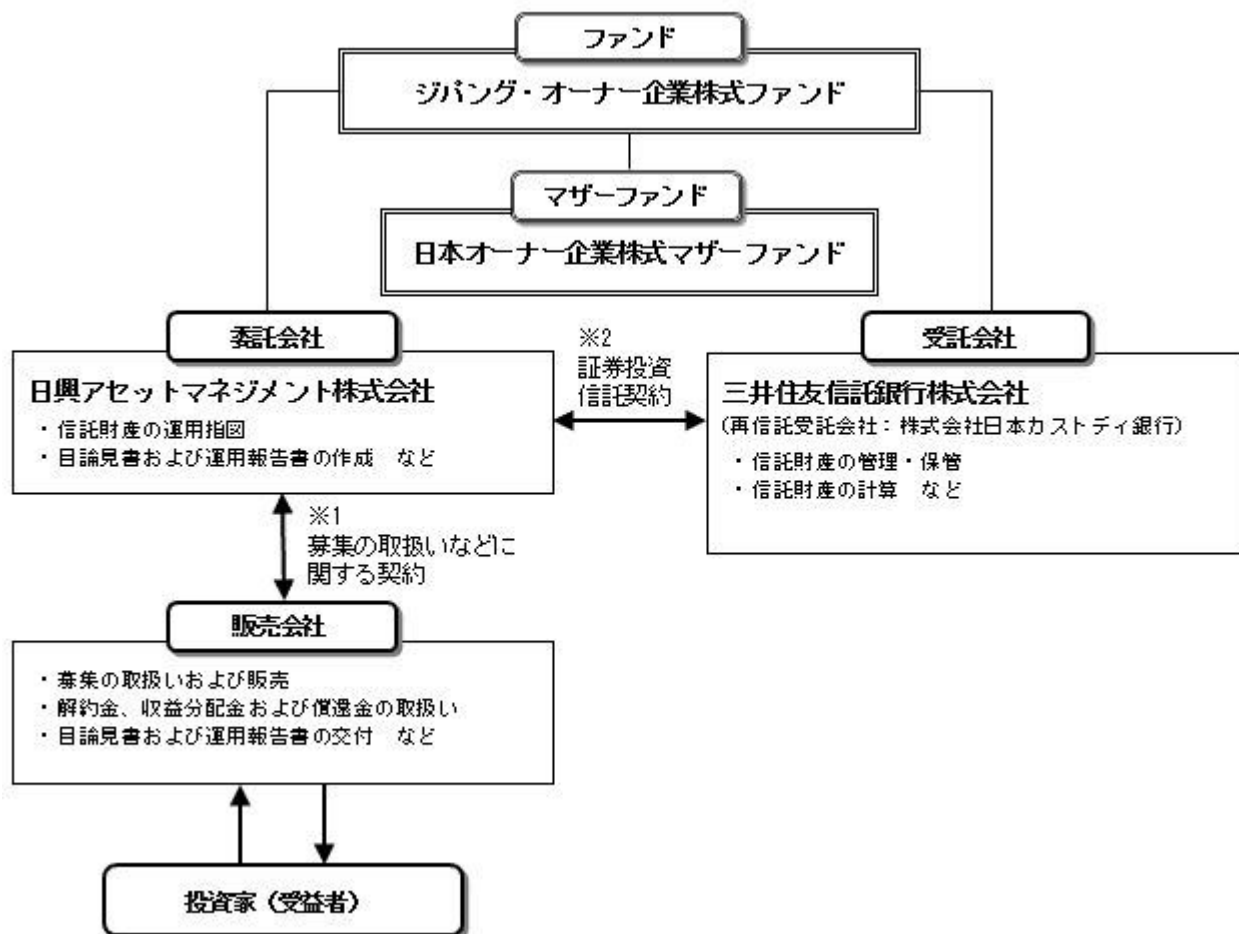 ファンド
ジパング・オーナー企業株式ファンド
マザーファンド
日本オーナー企業株式マザーファンド
委託会社
日興アセットマネジメント株式会社
・信託財産の運用指図
・目論見書および運用報告書の作成　など
※2
証券投資
信託契約
受託会社
三井住友信託銀行株式会社
(再信託受託会社：株式会社日本カストディ銀行)
・信託財産の管理・保管
・信託財産の計算　など
※1
募集の取扱いなどに
関する契約
販売会社
・募集の取扱いおよび販売
・解約金、収益分配金および償還金の取扱い
・目論見書および運用報告書の交付　など
投資家（受益者）